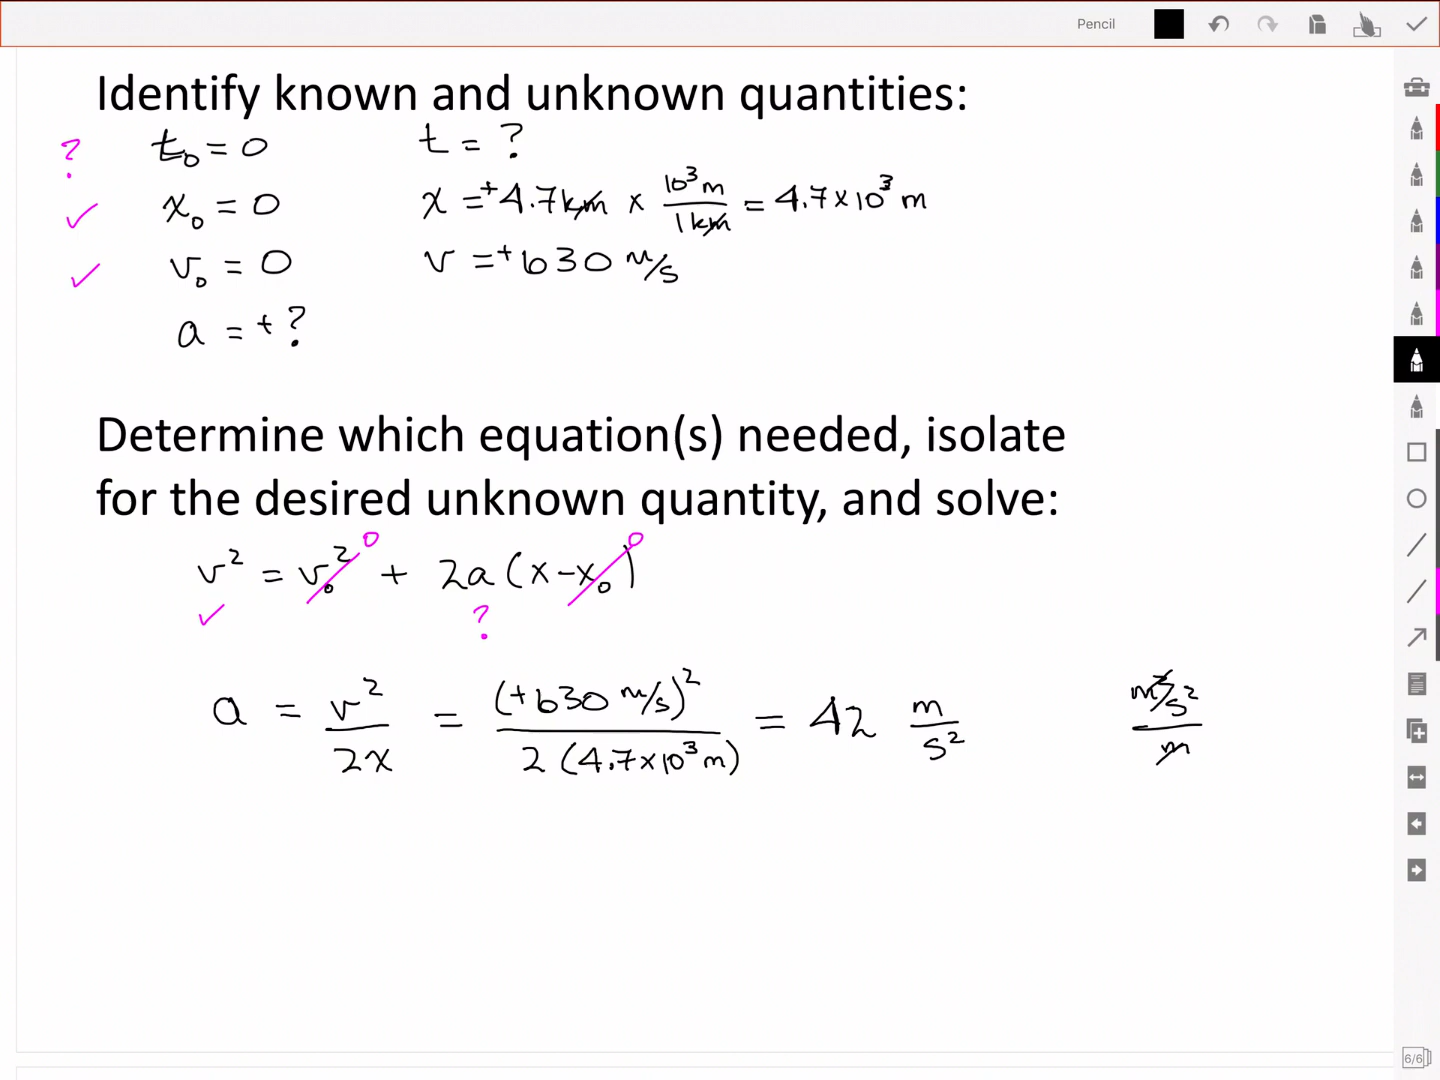 Pencil
Identify known and unknown quantities:
? t₀ = 0 t = ?
✓ x₀ = 0 x = +4.7 km × 10³ m / 1 km = 4.7 × 10³ m
✓ v₀ = 0 v = +630 m/s
a = + ?
Determine which equation(s) needed, isolate
for the desired unknown quantity, and solve:
0 0
v² = v₀² + 2a (x - x₀)
✓ ?
a = v² / 2x = (+630 m/s)² / 2 (4.7 × 10³ m) = 42 m / s² m²/s² / m
6/6